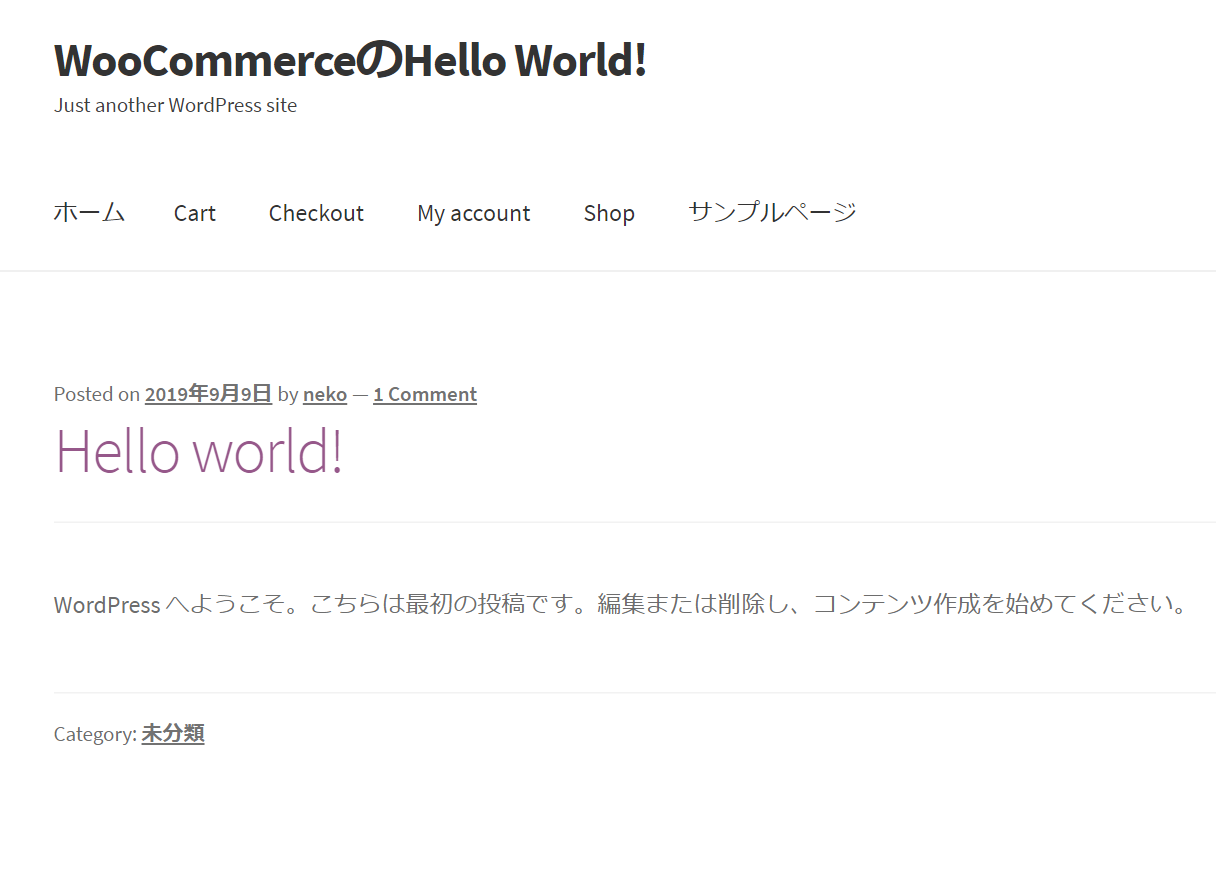 WooCommerceのHello World!
Just another WordPress site
ホーム Cart Checkout My account Shop サンプルページ
Posted on 2019年9月9日 by neko — 1 Comment
Hello world!
WordPress へようこそ。こちらは最初の投稿です。編集または削除し、コンテンツ作成を始めてください。
Category: 未分類